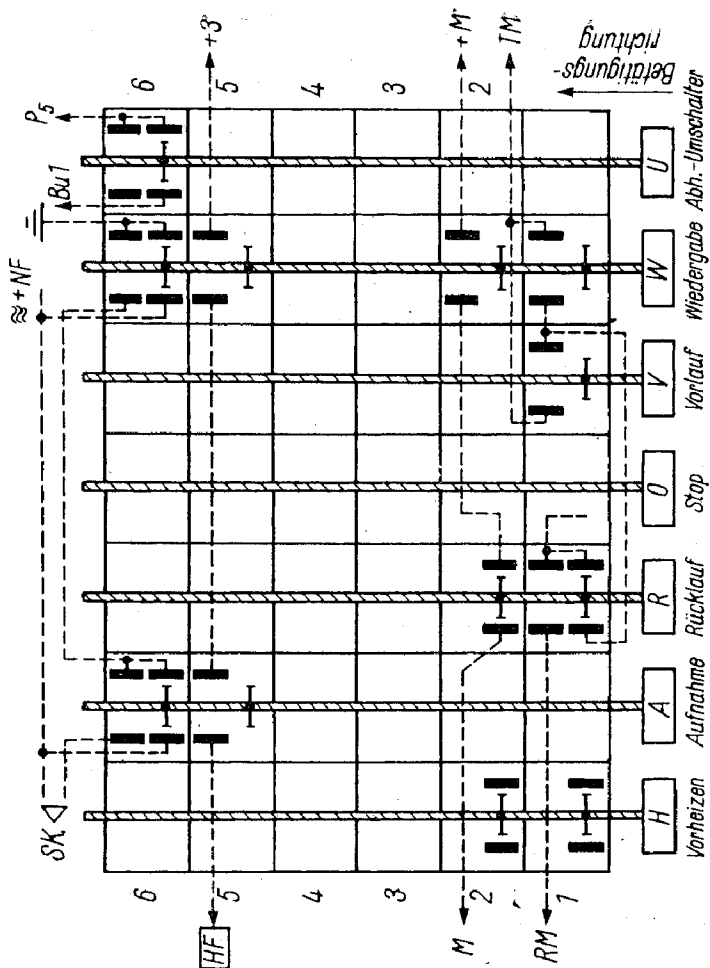 SK
≋ + NF
Bu 1
P5
6
5
4
3
2
1
HF
M
RM
6
5
4
3
2
+3
+M
TM
Betätigungs-
richtung
H
A
R
O
V
W
U
Vorheizen
Aufnahme
Rücklauf
Stop
Vorlauf
Wiedergabe
Abh.-Umschalter